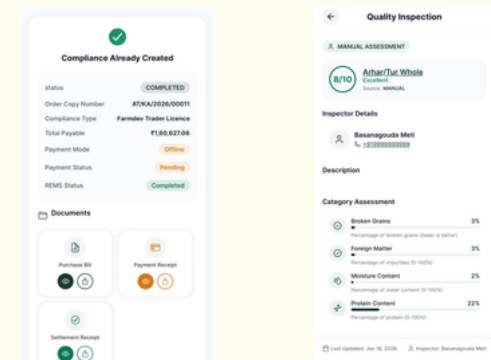 Compliance Already Created
status COMPLETED
Order Copy Number AT/KA/2026/00011
Compliance Type Farmdev Trader Licence
Total Payable ₹1,60,627.06
Payment Mode Offline
Payment Status Pending
REMS Status Completed
Documents
Purchase Bill
Payment Receipt
Settlement Receipt
Quality Inspection
MANUAL ASSESSMENT
8/10
Arhar/Tur Whole
Excellent
Source: MANUAL
Inspector Details
Basanagouda Meti
+919999999999
Description
Category Assessment
Broken Grains 3%
Percentage of broken grains (lower is better)
Foreign Matter 3%
Percentage of impurities (0-100%)
Moisture Content 2%
Percentage of water content (0-100%)
Protein Content 22%
Percentage of protein (0-100%)
Last Updated: Jan 16, 2026 Inspector: Basanagouda Meti